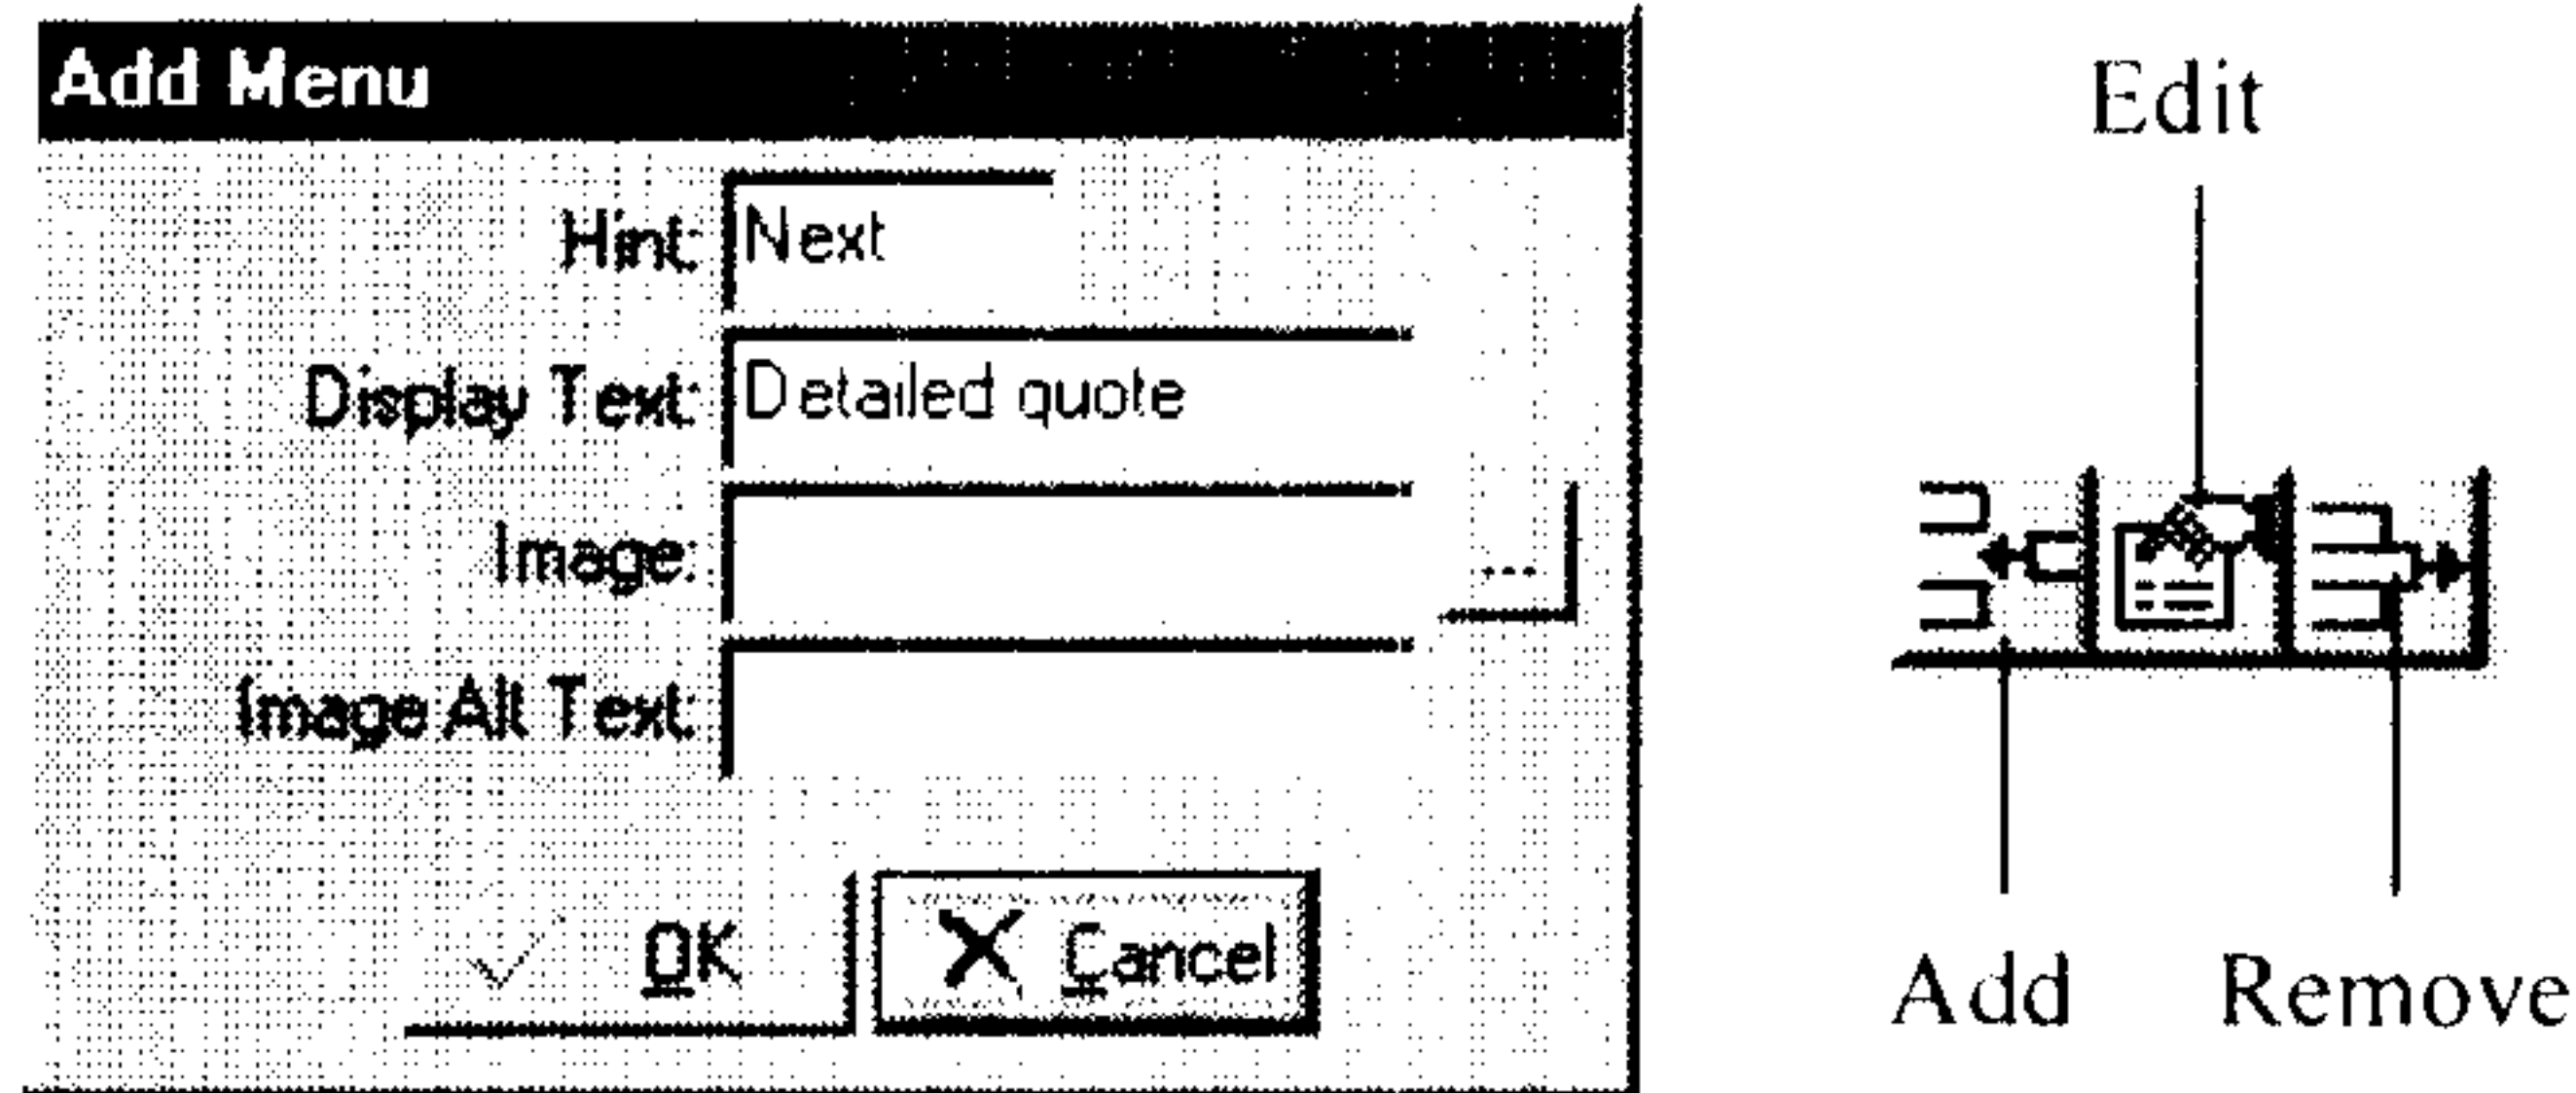 Add Menu
Hint: Next
Display Text: Detailed quote
Image: ...
Image Alt Text:
OK Cancel
Edit
Add Remove